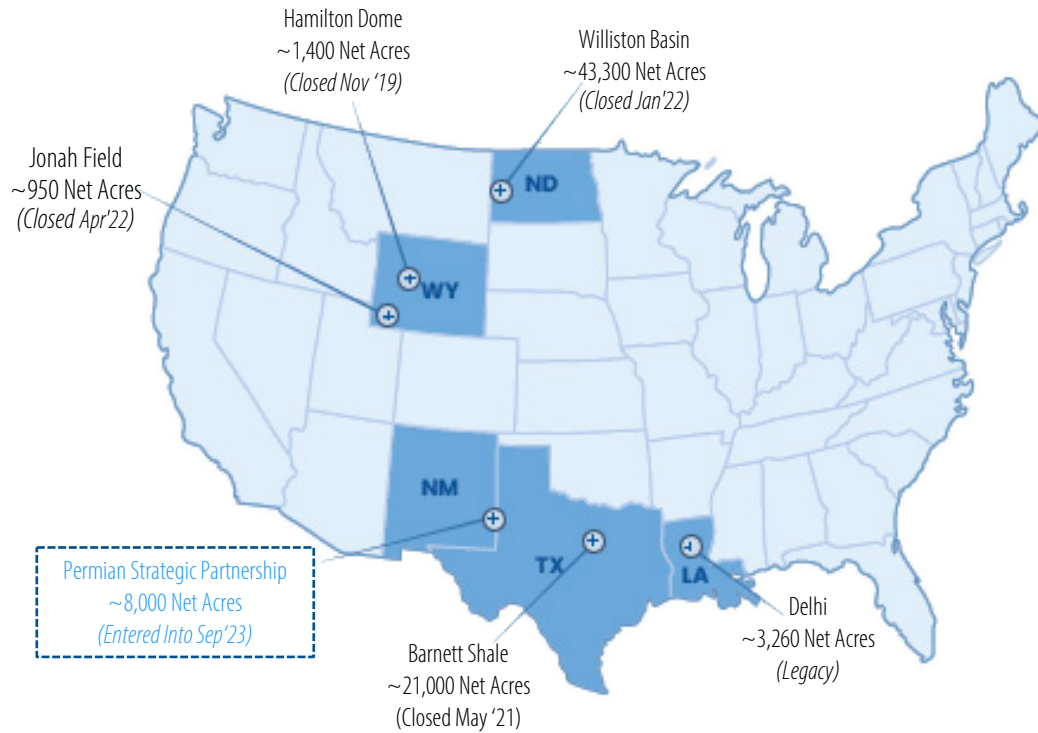 Hamilton Dome
~1,400 Net Acres
(Closed Nov ‘19)
Williston Basin
~43,300 Net Acres
(Closed Jan'22)
Jonah Field
~950 Net Acres
(Closed Apr'22)
ND
WY
NM
TX
LA
Permian Strategic Partnership
~8,000 Net Acres
(Entered Into Sep‘23)
Barnett Shale
~21,000 Net Acres
(Closed May ‘21)
Delhi
~3,260 Net Acres
(Legacy)